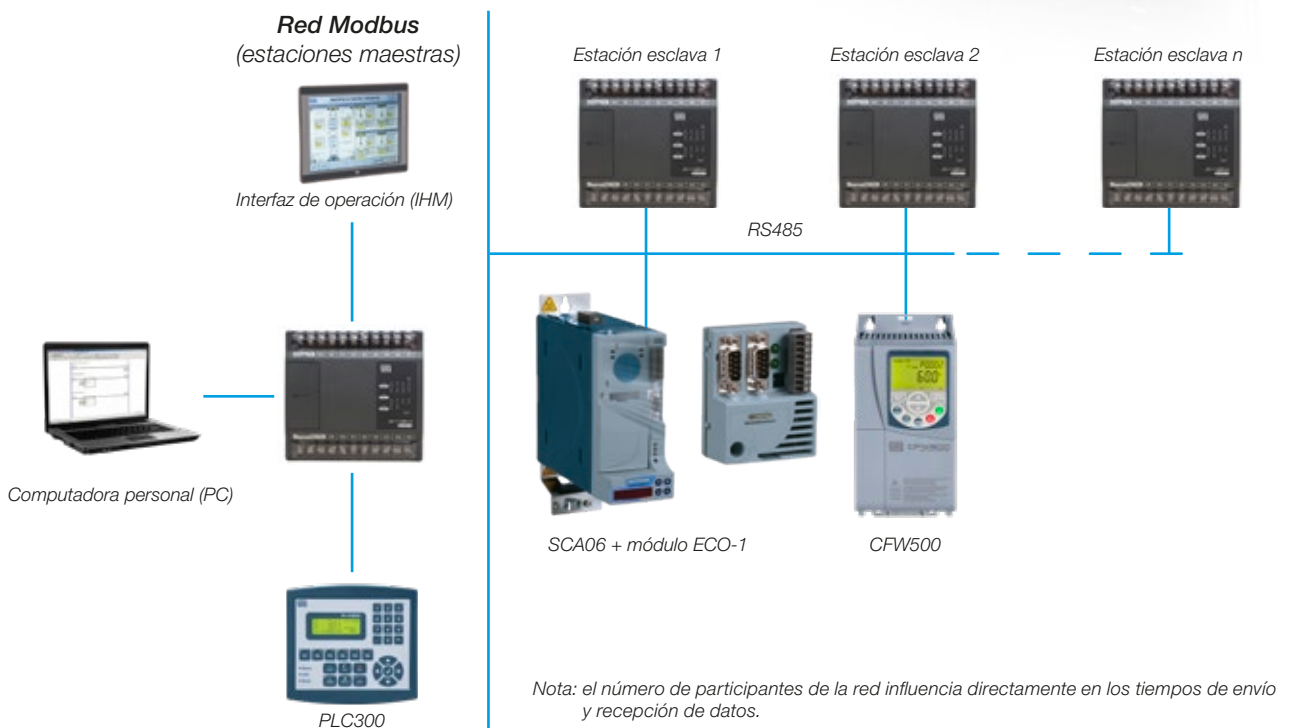 Red Modbus
(estaciones maestras)
Interfaz de operación (IHM)
Computadora personal (PC)
PLC300
Estación esclava 1
Estación esclava 2
Estación esclava n
RS485
SCA06 + módulo ECO-1
CFW500
Nota: el número de participantes de la red influencia directamente en los tiempos de envío
y recepción de datos.